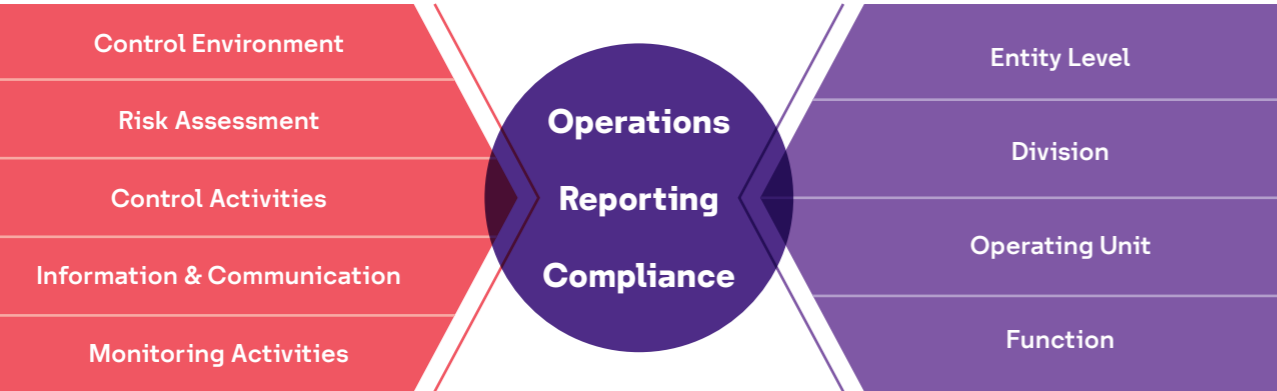 Control Environment
Risk Assessment
Control Activities
Information & Communication
Monitoring Activities
Operations
Reporting
Compliance
Entity Level
Division
Operating Unit
Function